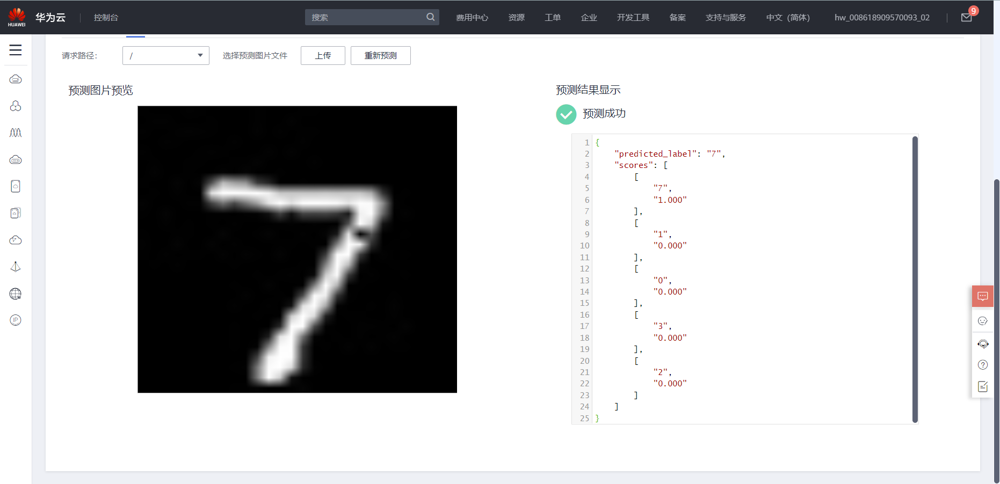 HUAWEI 华为云 控制台 搜索 费用中心 资源 工单 企业 开发工具 备案 支持与服务 中文（简体） hw_008618909570093_02 9
请求路径： / 选择预测图片文件 上传 重新预测
预测图片预览
7
预测结果显示
预测成功
1 {
2 "predicted_label": "7",
3 "scores": [
4 [
5 "7",
6 "1.000"
7 ],
8 [
9 "1",
10 "0.000"
11 ],
12 [
13 "0",
14 "0.000"
15 ],
16 [
17 "3",
18 "0.000"
19 ],
20 [
21 "2",
22 "0.000"
23 ]
24 ]
25 }
W
IP